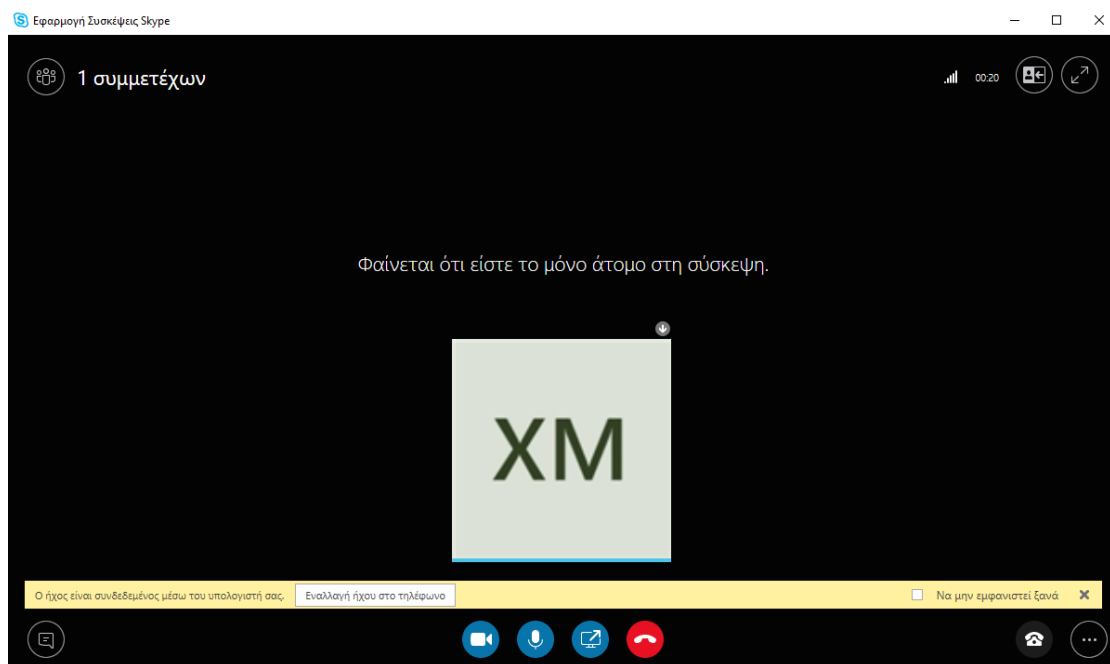 Εφαρμογή Συσκέψεις Skype
1 συμμετέχων
00:20
Φαίνεται ότι είστε το μόνο άτομο στη σύσκεψη.
ΧΜ
Ο ήχος είναι συνδεδεμένος μέσω του υπολογιστή σας. Εναλλαγή ήχου στο τηλέφωνο Να μην εμφανιστεί ξανά